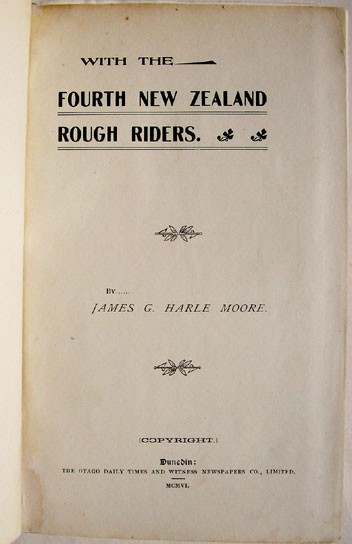 WITH THE
FOURTH NEW ZEALAND
ROUGH RIDERS.
By......
JAMES G. HARLE MOORE.
(COPYRIGHT.)
Dunedin:
THE OTAGO DAILY TIMES AND WITNESS NEWSPAPERS CO., LIMITED.
MCMVI.